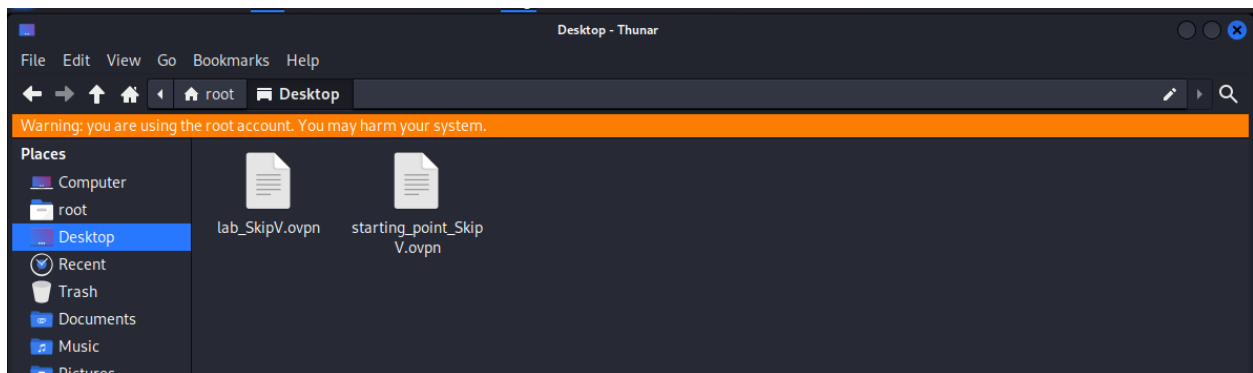 Desktop - Thunar
File Edit View Go Bookmarks Help
root Desktop
Warning: you are using the root account. You may harm your system.
Places
Computer
root
Desktop
Recent
Trash
Documents
Music
Pictures
lab_SkipV.ovpn
starting_point_Skip
V.ovpn